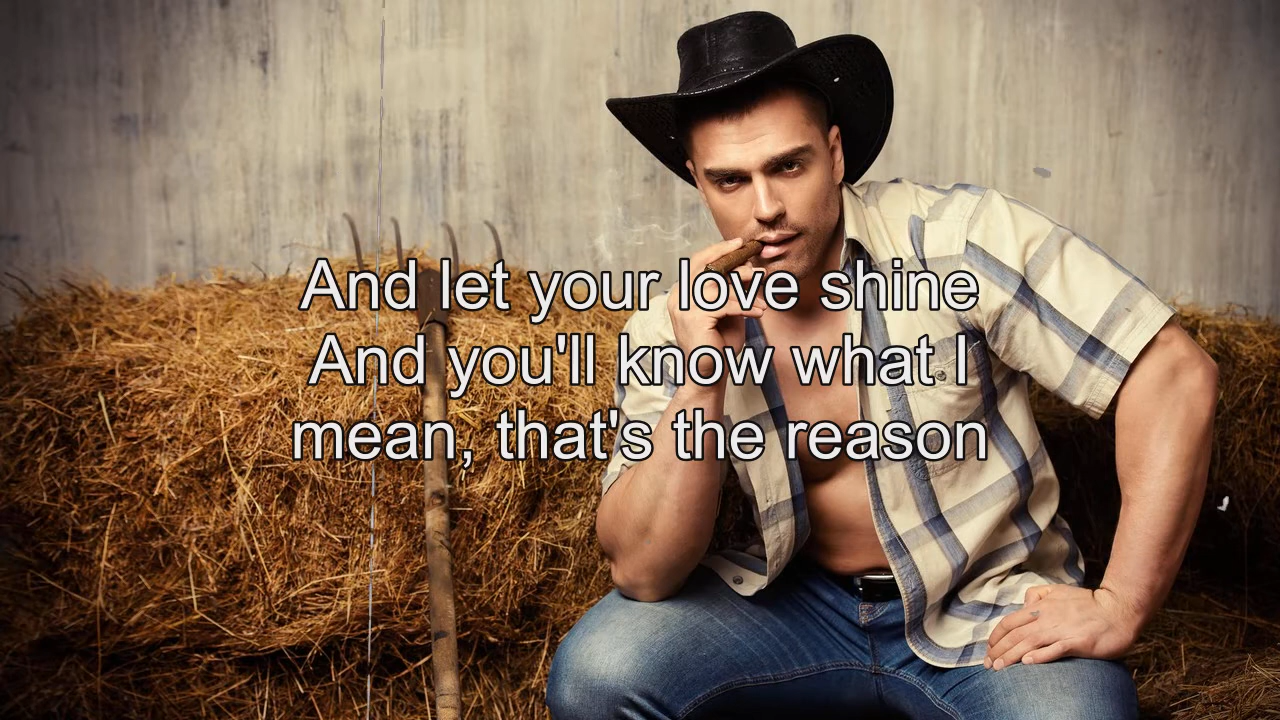 And let your love shine
And you'll know what I
mean, that's the reason